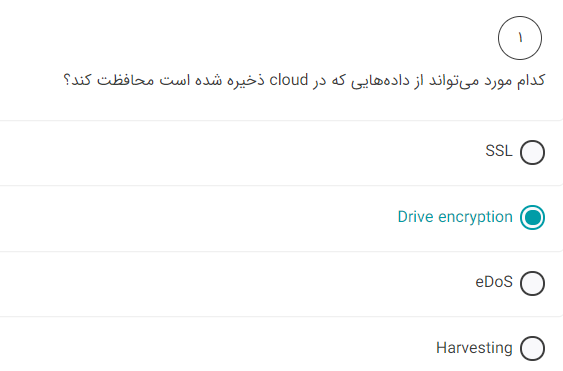 ۱
کدام مورد می‌تواند از داده‌هایی که در cloud ذخیره شده است محافظت کند؟
SSL
Drive encryption
eDoS
Harvesting